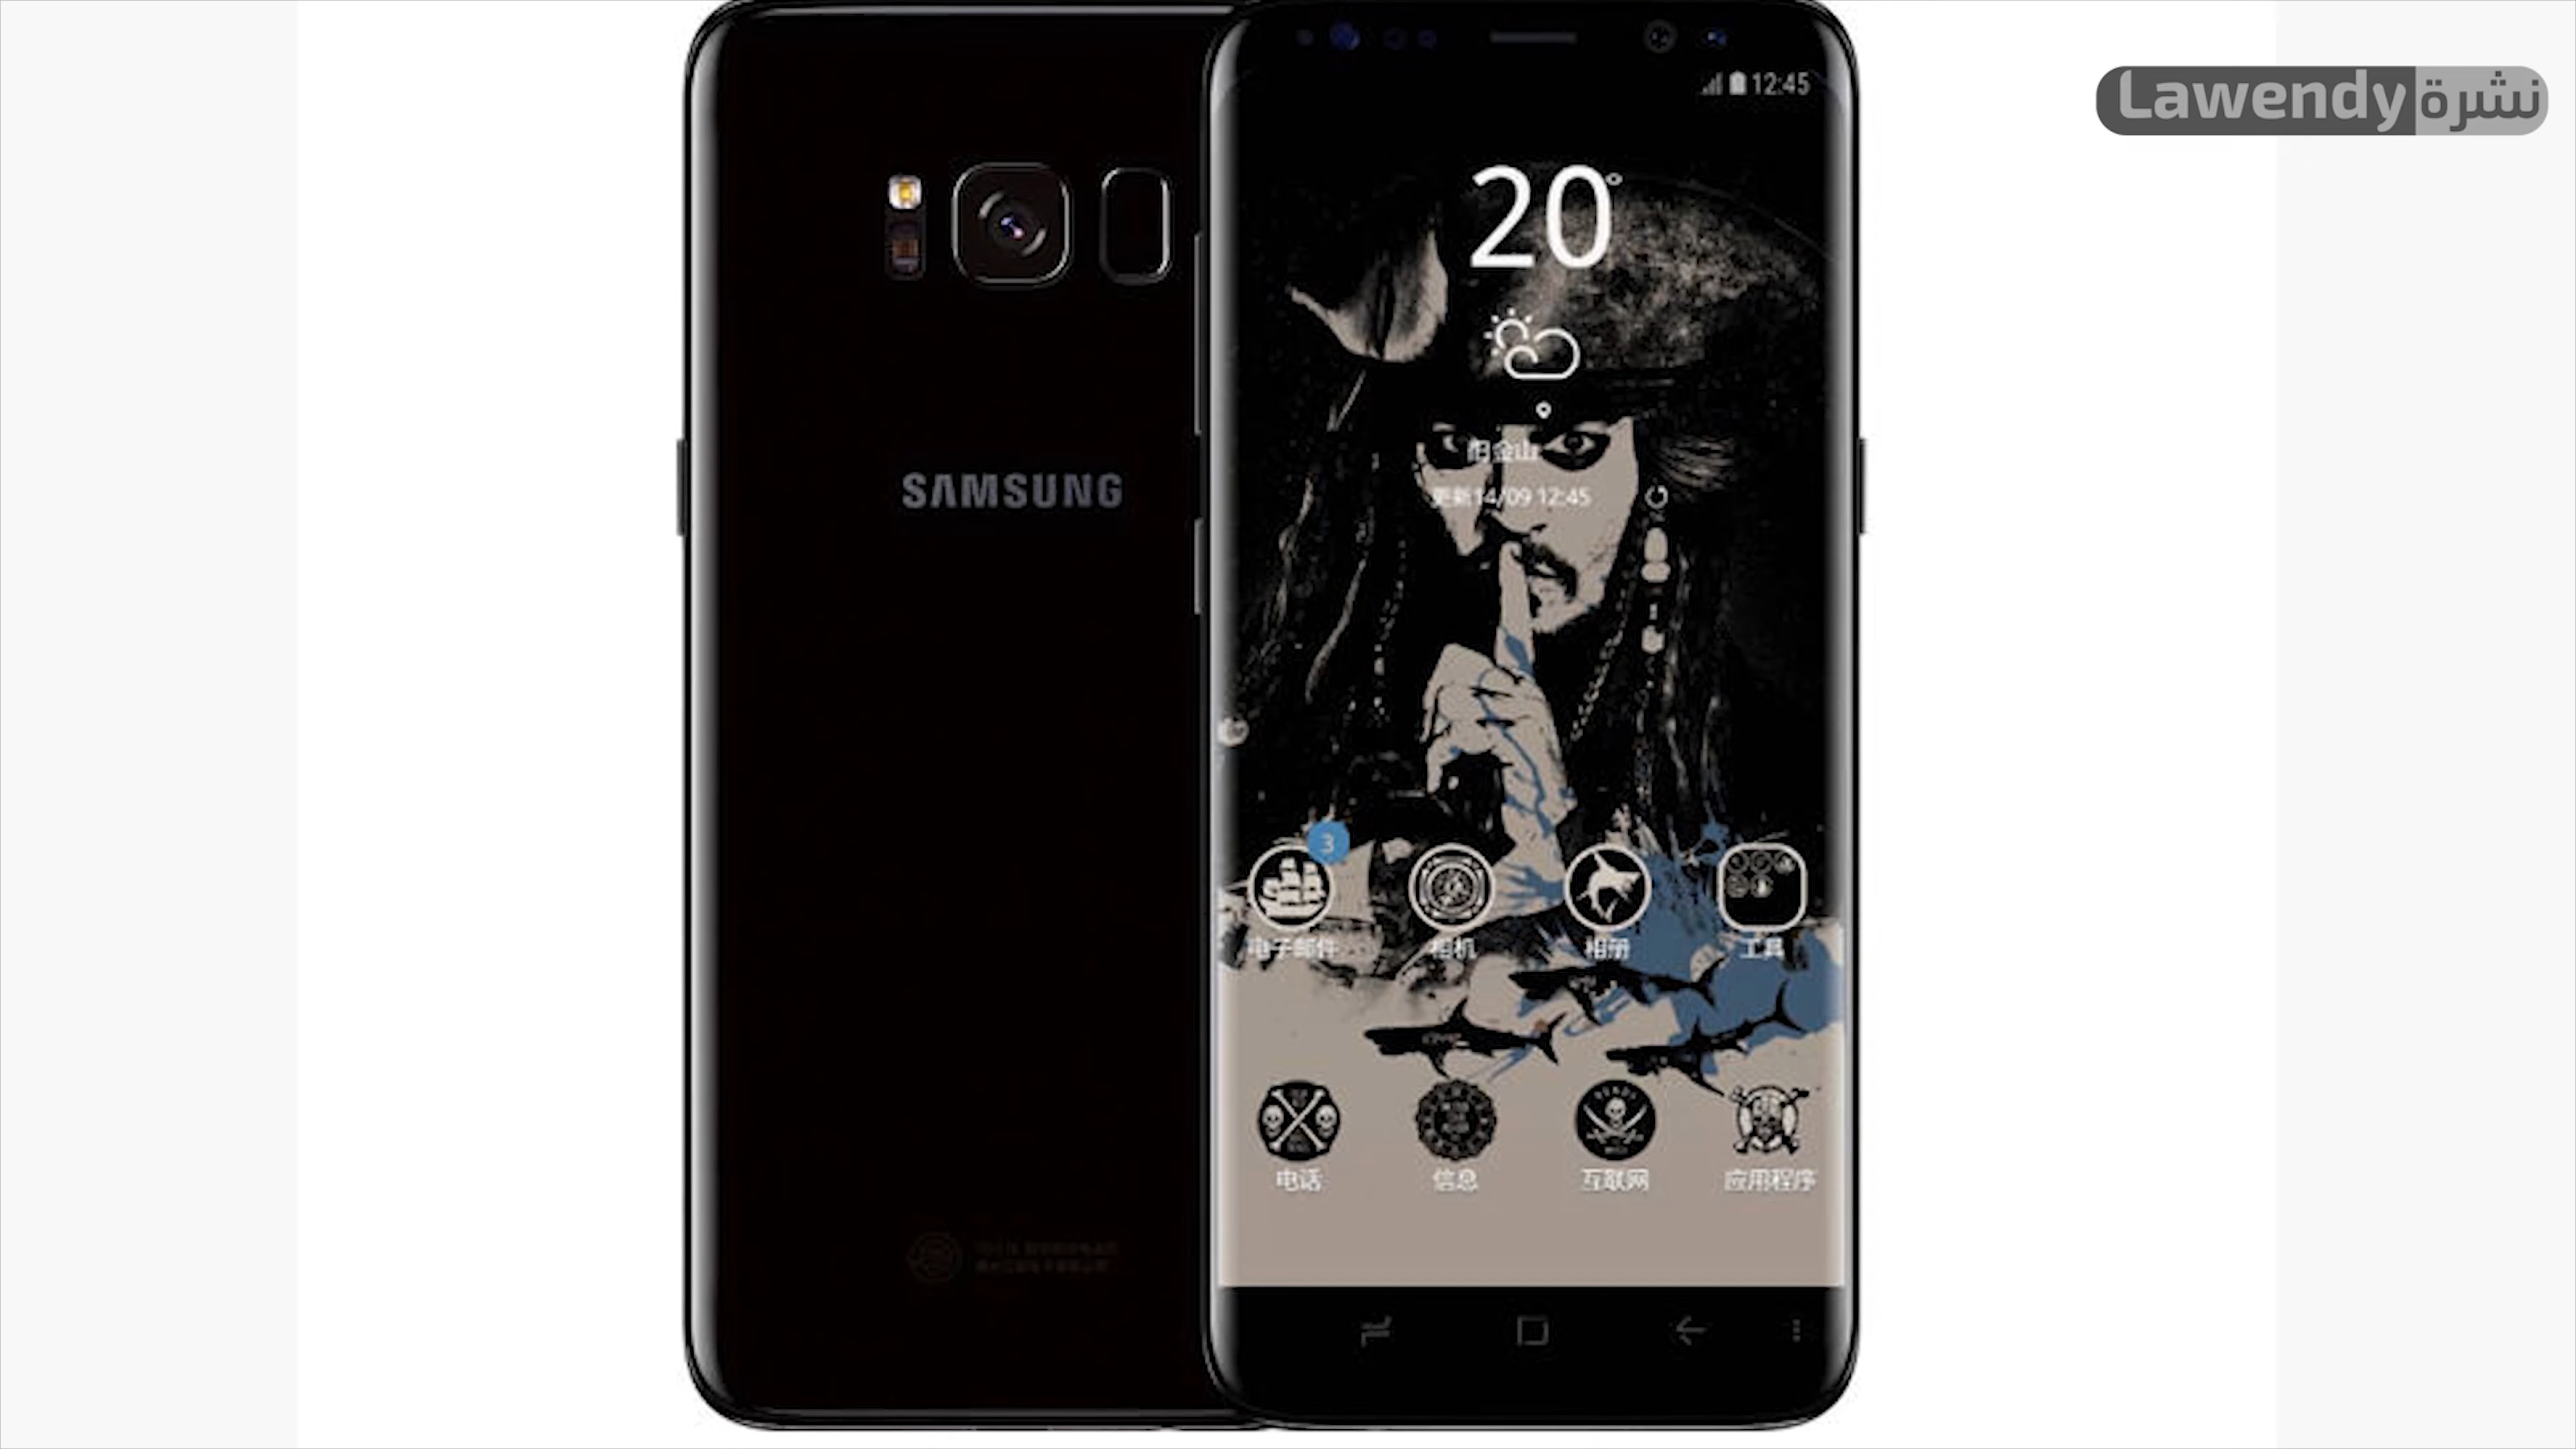 Lawendy نشرة
12:45
20°
旧金山
更新14/09 12:45
SAMSUNG
3
电子邮件 相机 相册 工具
电话 信息 互联网 应用程序